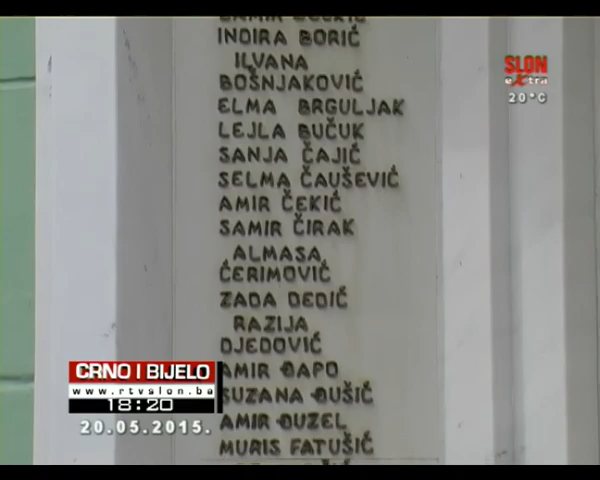 INDIRA BORIĆ
ILVANA
BOŠNJAKOVIĆ
ELMA BRGULJAK
LEJLA BUČUK
SANJA ČAJIĆ
SELMA ČAUŠEVIĆ
AMIR ČEKIĆ
SAMIR ČIRAK
ALMASA
ĆERIMOVIĆ
ZADA DEDIĆ
RAZIJA
DJEDOVIĆ
AMIR ĐAPO
SUZANA ĐUŠIĆ
AMIR ĐUZEL
MURIS FATUŠIĆ
SLON
extra
20°C
CRNO I BIJELO
www.rtvslon.ba
18:20
20.05.2015.